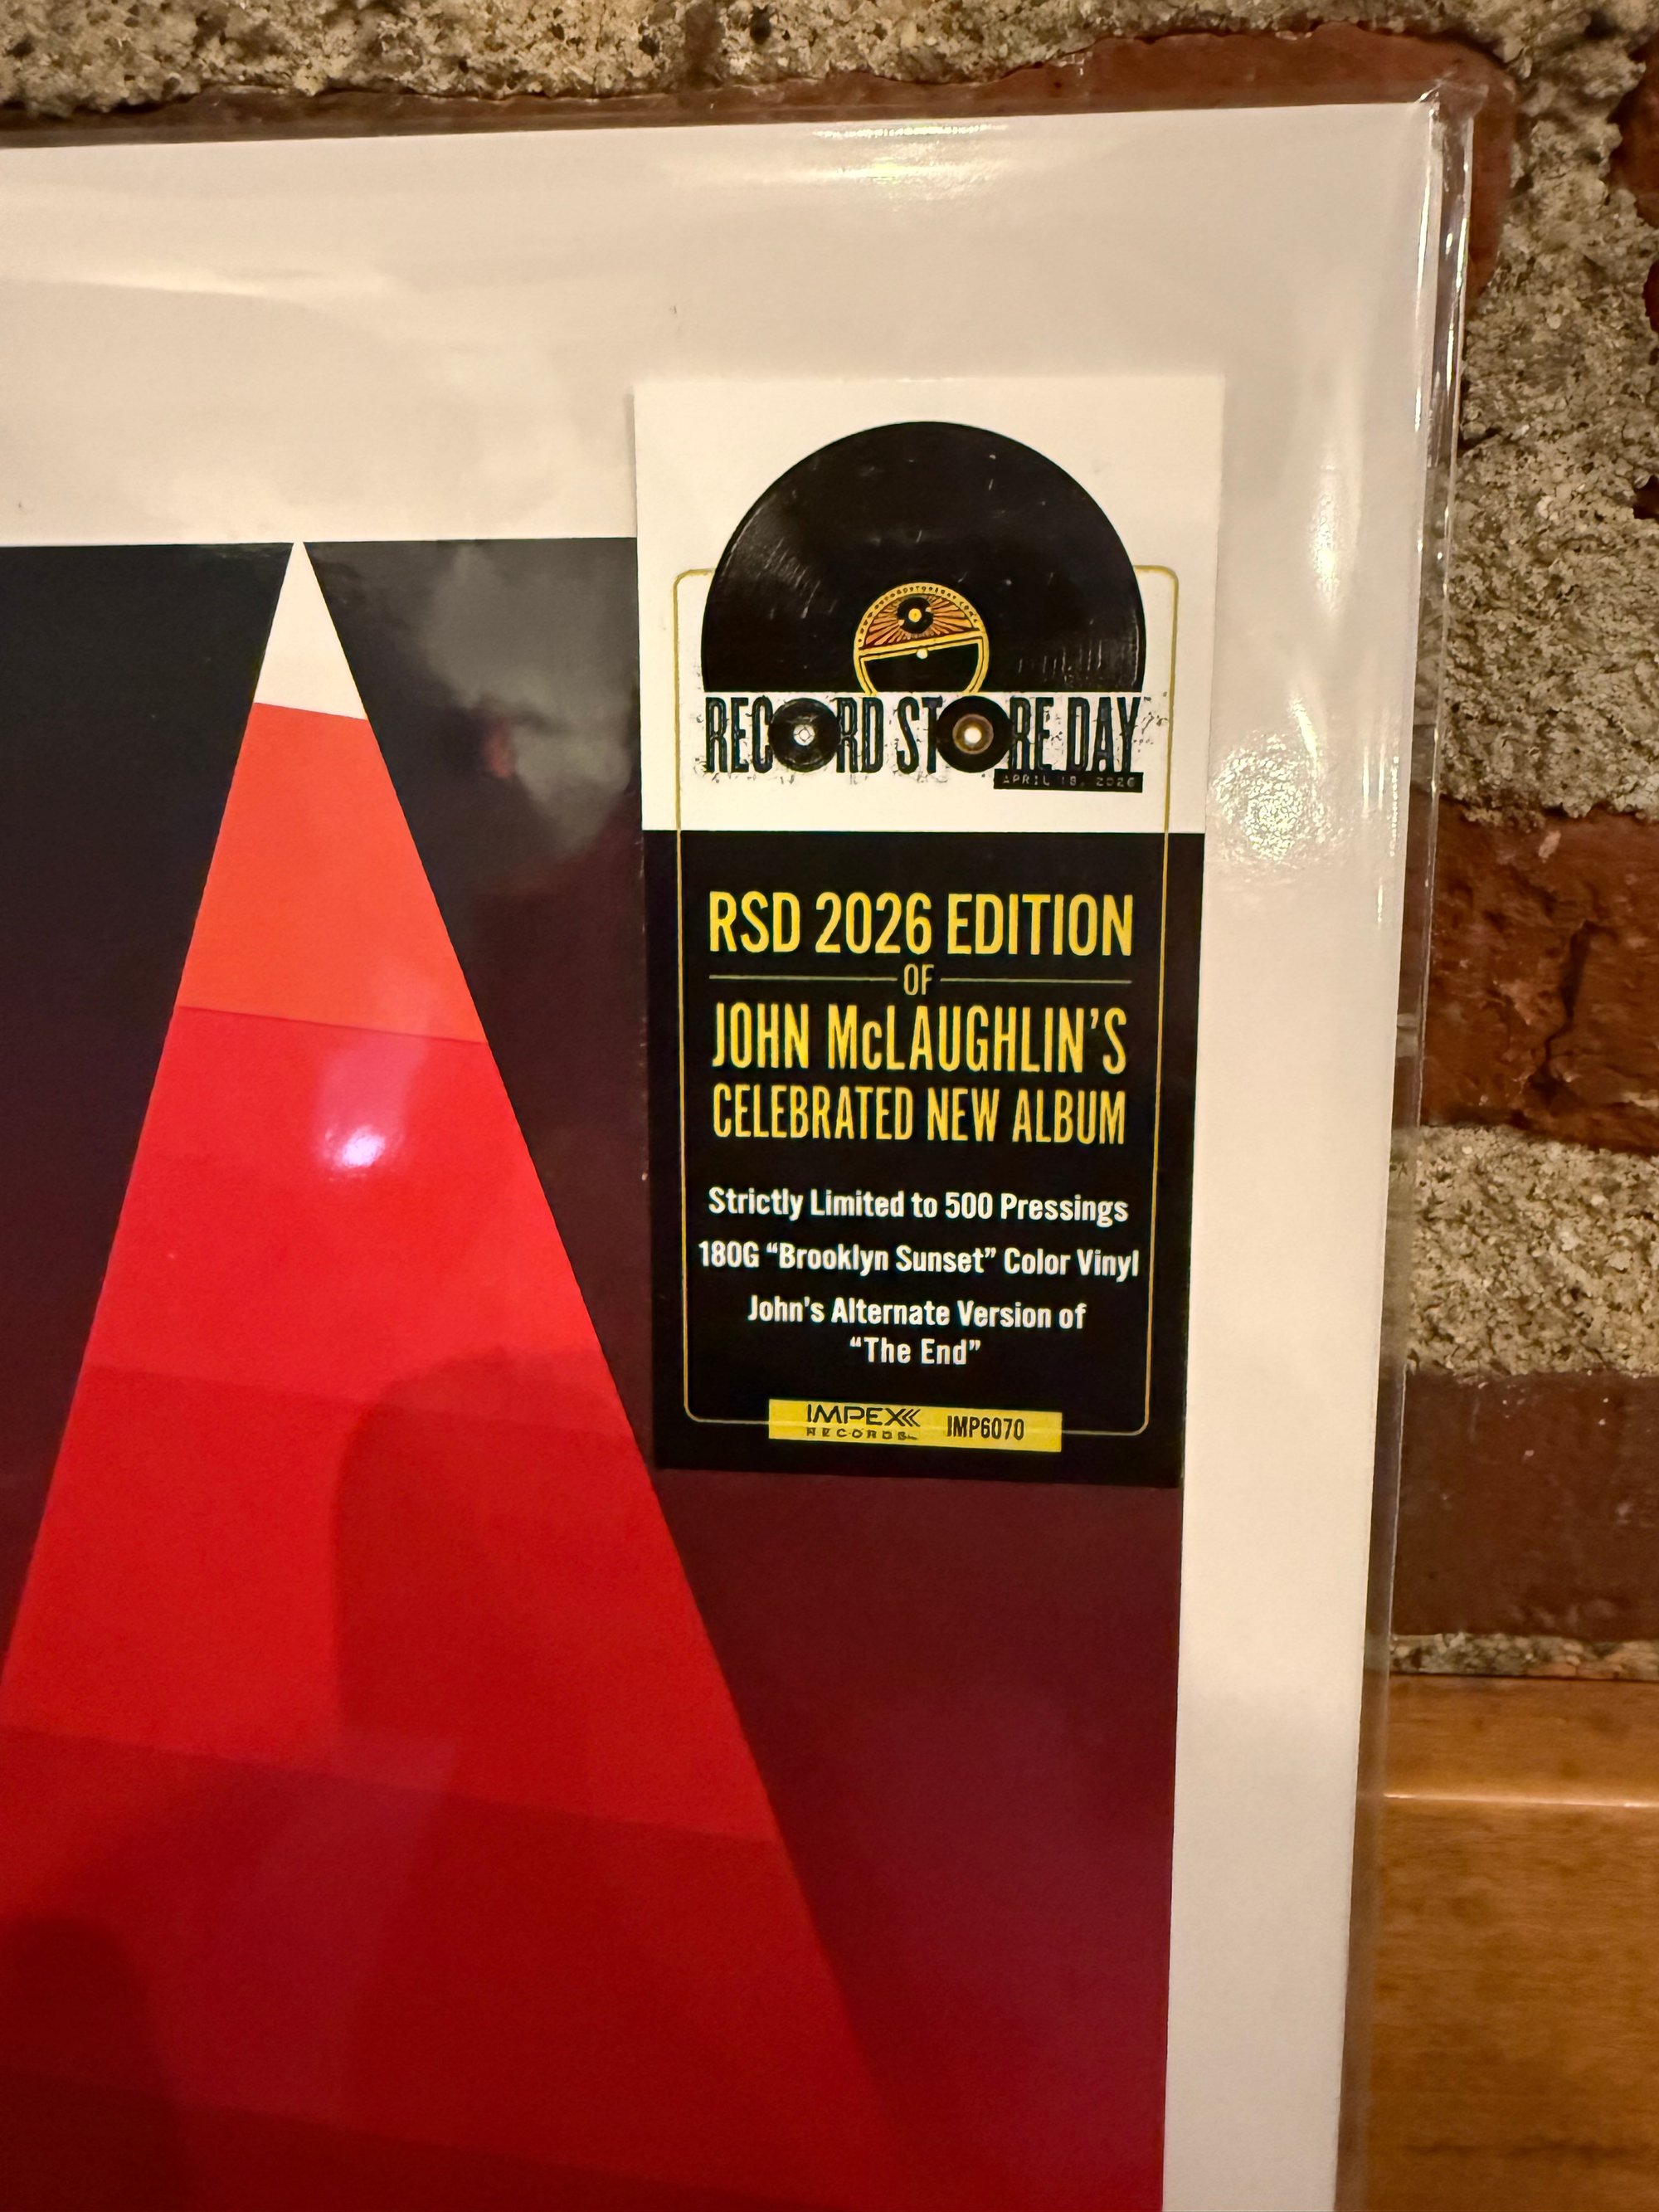 RECORD STORE DAY
APRIL 18, 2026
RSD 2026 EDITION
OF
JOHN McLAUGHLIN'S
CELEBRATED NEW ALBUM
Strictly Limited to 500 Pressings
180G “Brooklyn Sunset” Color Vinyl
John's Alternate Version of
“The End”
IMPEX RECORDS IMP6070